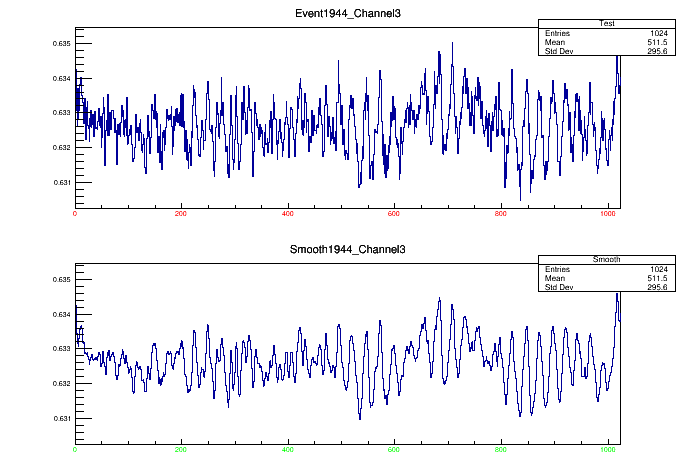 Event1944_Channel3
Test
Entries 1024
Mean 511.5
Std Dev 295.6
0.635
0.634
0.633
0.632
0.631
0 200 400 600 800 1000
Smooth1944_Channel3
Smooth
Entries 1024
Mean 511.5
Std Dev 295.6
0.635
0.634
0.633
0.632
0.631
0 200 400 600 800 1000